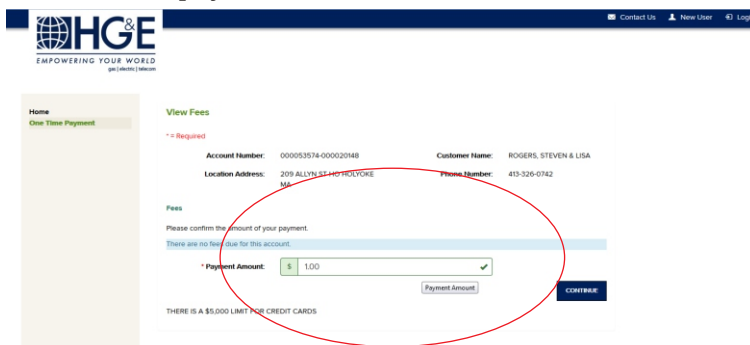 Contact Us New User Log
HG&E
EMPOWERING YOUR WORLD
gas | electric | telecom
Home
One Time Payment
View Fees
* = Required
Account Number: 000053574-000020148 Customer Name: ROGERS, STEVEN & LISA
Location Address: 209 ALLYN ST HO HOLYOKE MA Phone Number: 413-326-0742
Fees
Please confirm the amount of your payment.
There are no fees due for this account.
* Payment Amount: $ 1.00
Payment Amount
CONTINUE
THERE IS A $5,000 LIMIT FOR CREDIT CARDS